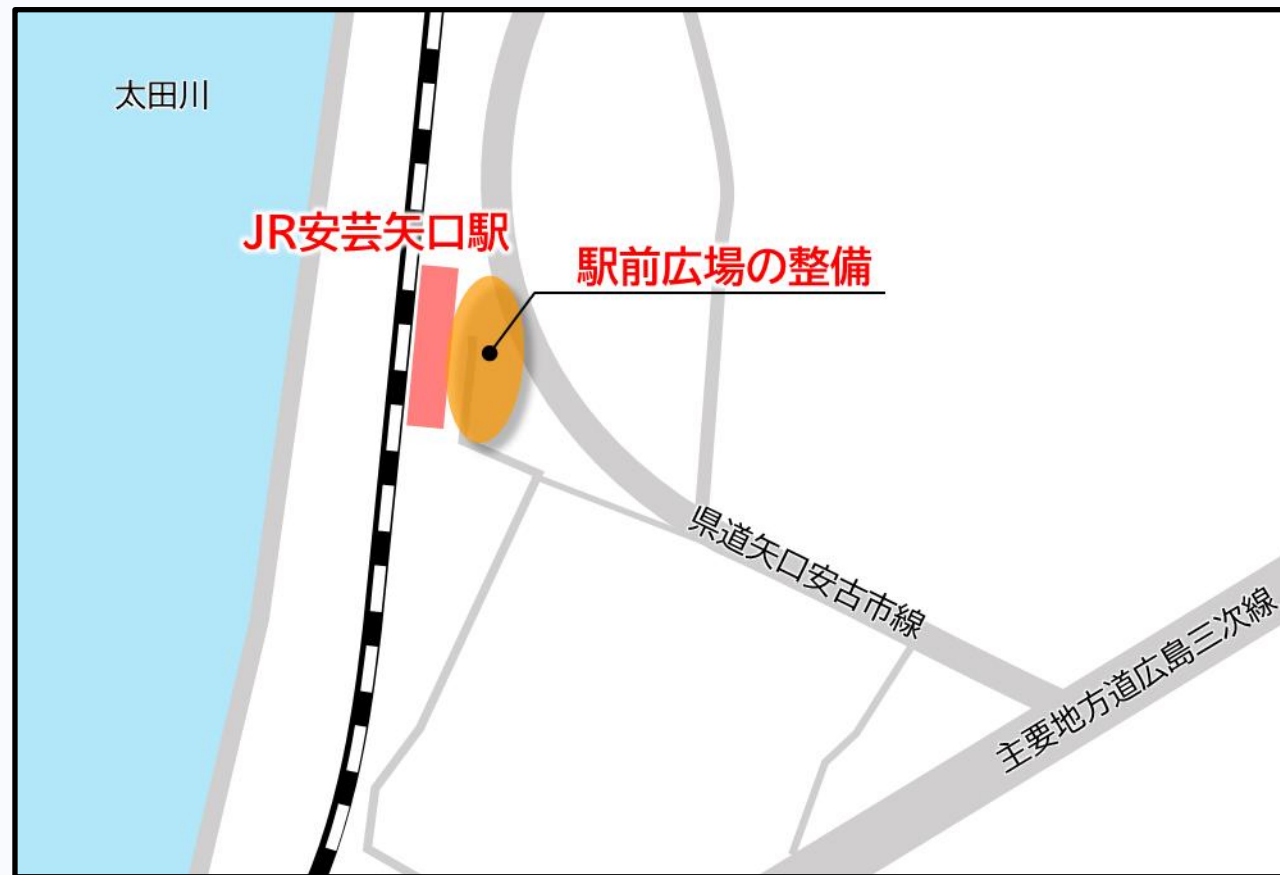 太田川
JR安芸矢口駅
駅前広場の整備
県道矢口安古市線
主要地方道広島三次線